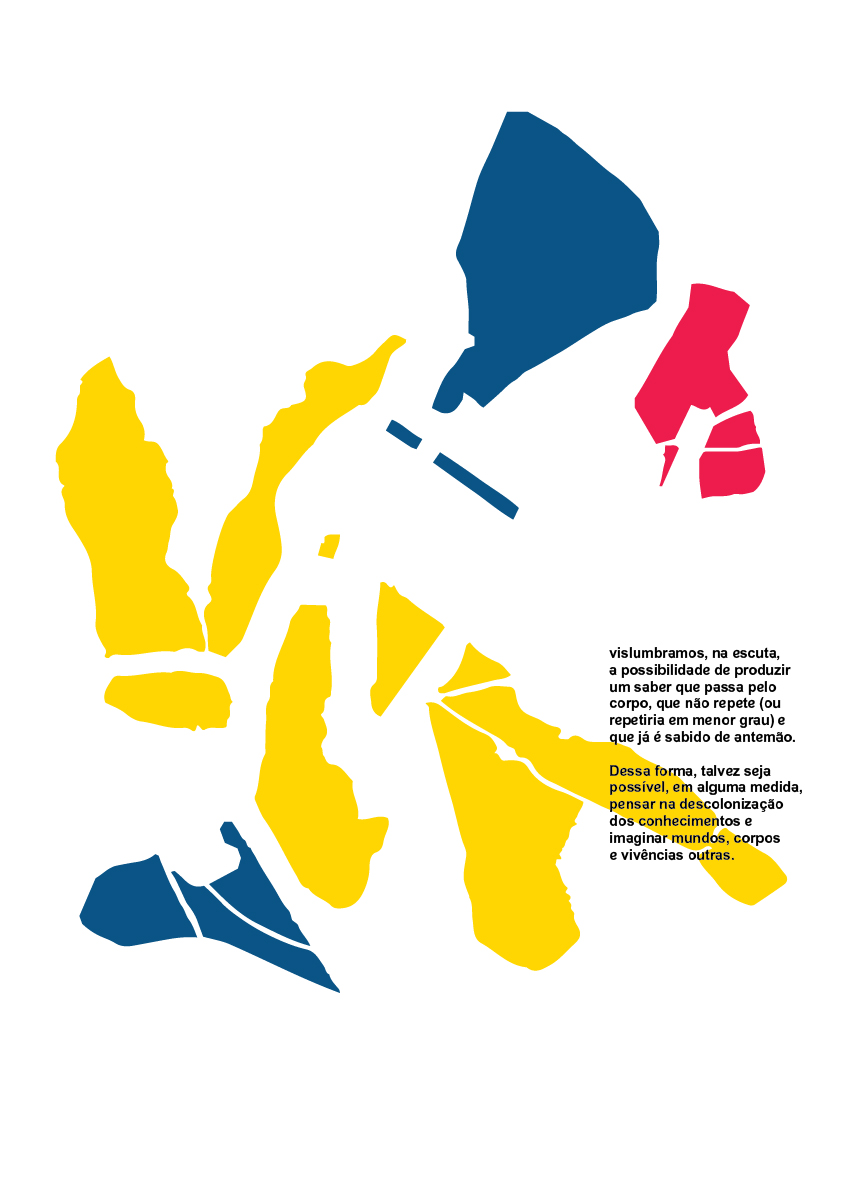 vislumbramos, na escuta,
a possibilidade de produzir
um saber que passa pelo
corpo, que não repete (ou
repetiria em menor grau) e
que já é sabido de antemão.
Dessa forma, talvez seja
possível, em alguma medida,
pensar na descolonização
dos conhecimentos e
imaginar mundos, corpos
e vivências outras.